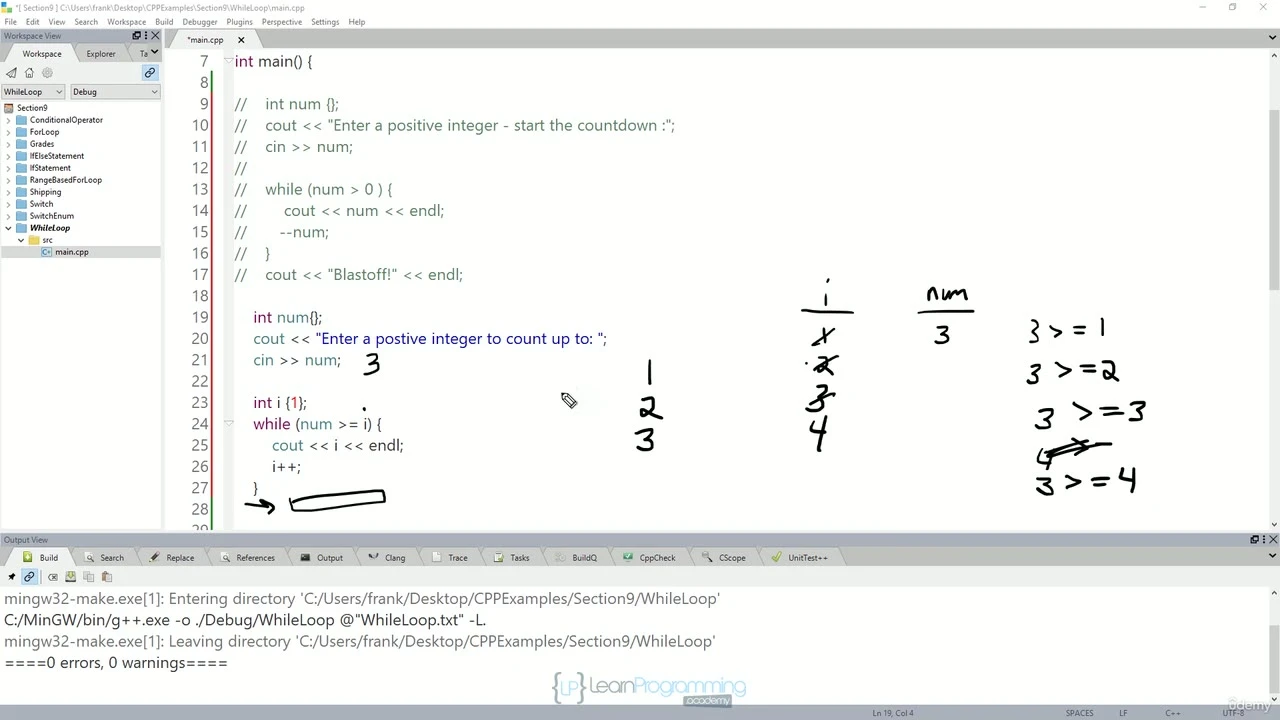 *[ Section9 ] C:\Users\frank\Desktop\CPPExamples\Section9\WhileLoop\main.cpp
File Edit View Search Workspace Build Debugger Plugins Perspective Settings Help
Workspace View
*main.cpp
Workspace Explorer Ta
WhileLoop Debug
Section9
ConditionalOperator
ForLoop
Grades
IfElseStatement
IfStatement
RangeBasedForLoop
Shipping
Switch
SwitchEnum
WhileLoop
src
main.cpp
7 int main() {
8
9 // int num {};
10 // cout << "Enter a positive integer - start the countdown :";
11 // cin >> num;
12 //
13 // while (num > 0 ) {
14 // cout << num << endl;
15 // --num;
16 // }
17 // cout << "Blastoff!" << endl;
18
19 int num{};
20 cout << "Enter a postive integer to count up to: ";
21 cin >> num; 3
22
23 int i {1};
24 while (num >= i) {
25 cout << i << endl;
26 i++;
27 }
28
29
1
2
3
i
1
2
3
4
num
3
3 >= 1
3 >= 2
3 >= 3
4
3 >= 4
Output View
Build Search Replace References Output Clang Trace Tasks BuildQ CppCheck CScope UnitTest++
mingw32-make.exe[1]: Entering directory 'C:/Users/frank/Desktop/CPPExamples/Section9/WhileLoop'
C:/MinGW/bin/g++.exe -o ./Debug/WhileLoop @"WhileLoop.txt" -L.
mingw32-make.exe[1]: Leaving directory 'C:/Users/frank/Desktop/CPPExamples/Section9/WhileLoop'
====0 errors, 0 warnings====
{LP} LearnProgramming
academy
Ln 19, Col 4 SPACES LF C++ UTF-8
ûdemy